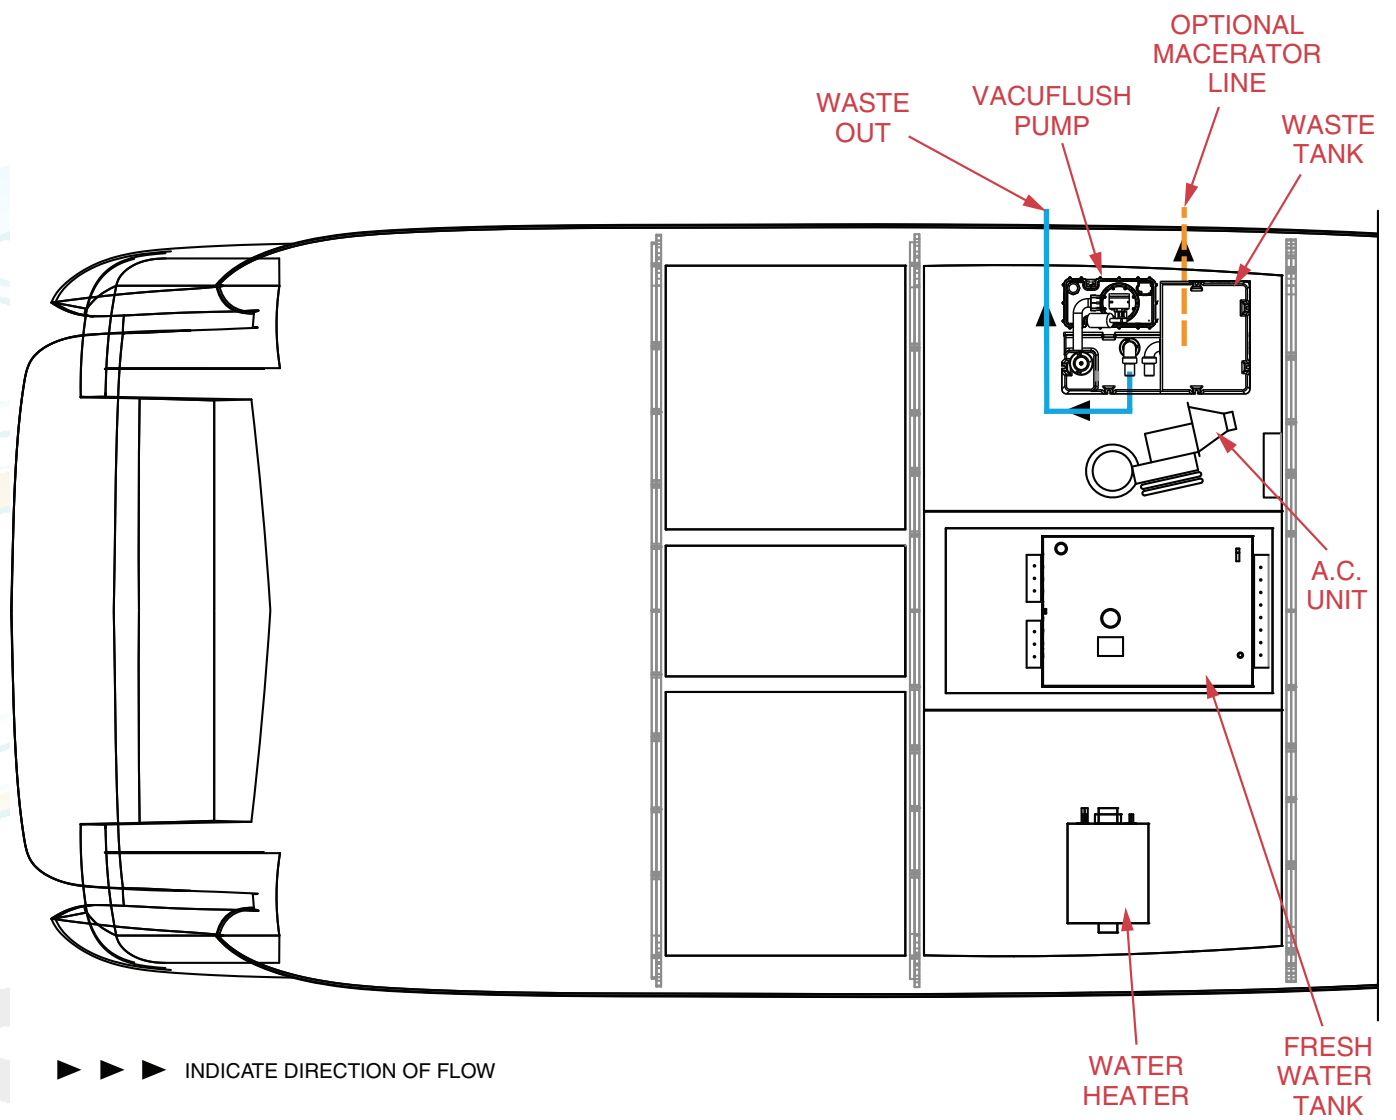 OPTIONAL
MACERATOR
LINE
WASTE
OUT
VACUFLUSH
PUMP
WASTE
TANK
A.C.
UNIT
WATER
HEATER
FRESH
WATER
TANK
INDICATE DIRECTION OF FLOW